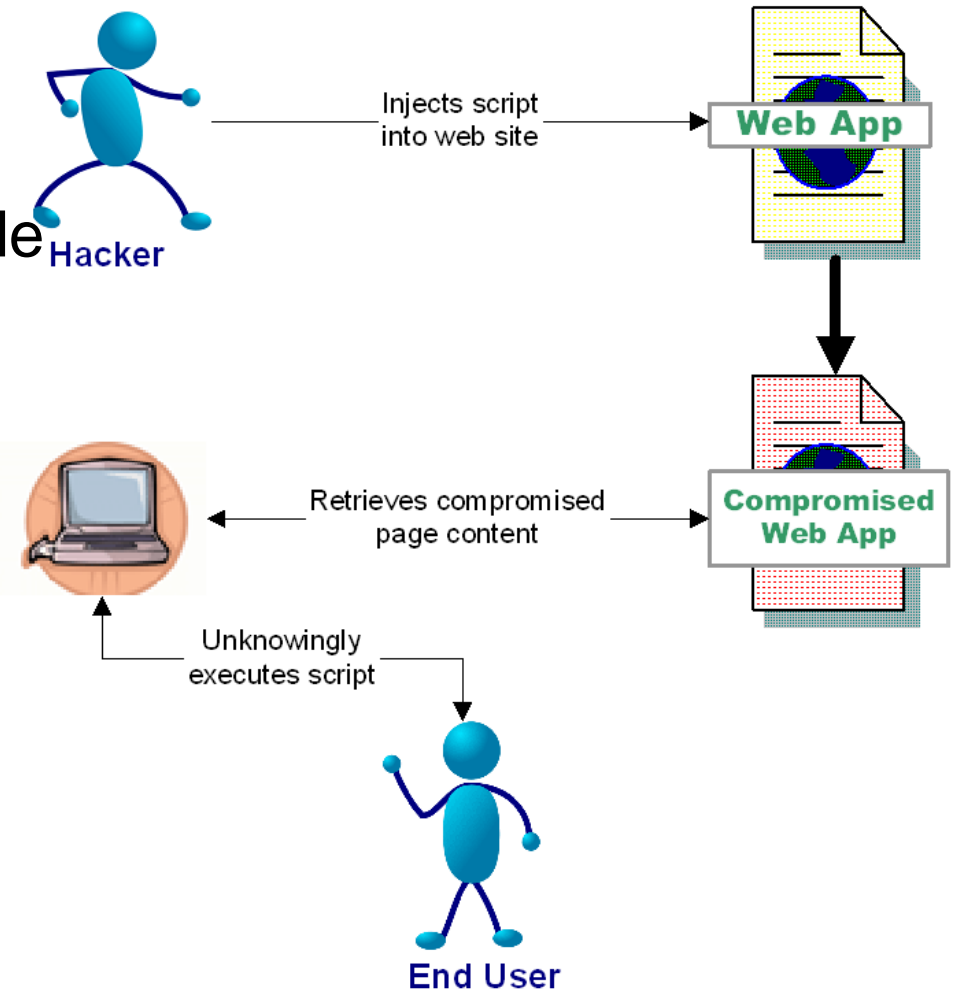 Injects script
into web site
Web App
le
Hacker
Retrieves compromised
page content
Compromised
Web App
Unknowingly
executes script
End User